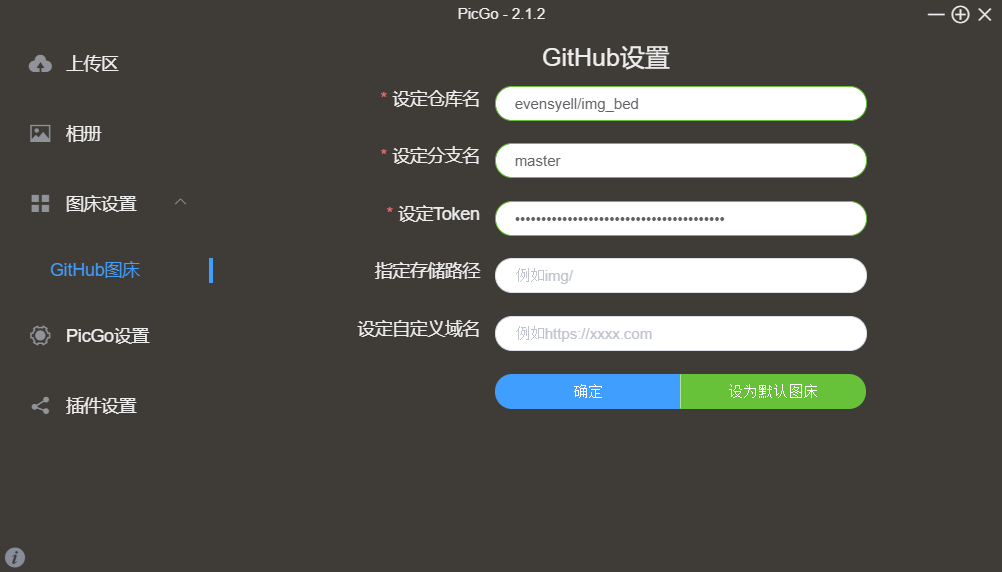 PicGo - 2.1.2
上传区
相册
图床设置
GitHub图床
PicGo设置
插件设置
GitHub设置
* 设定仓库名 evensyell/img_bed
* 设定分支名 master
* 设定Token ••••••••••••••••••••••••••••••••••••••••
指定存储路径 例如img/
设定自定义域名 例如https://xxxx.com
确定 设为默认图床